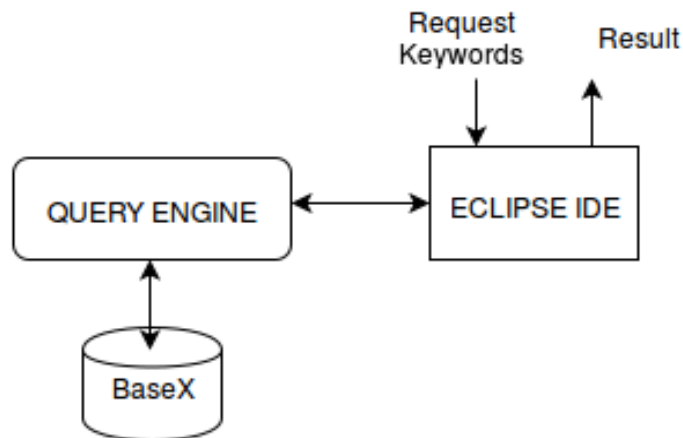 Request
Keywords
Result
QUERY ENGINE
ECLIPSE IDE
BaseX